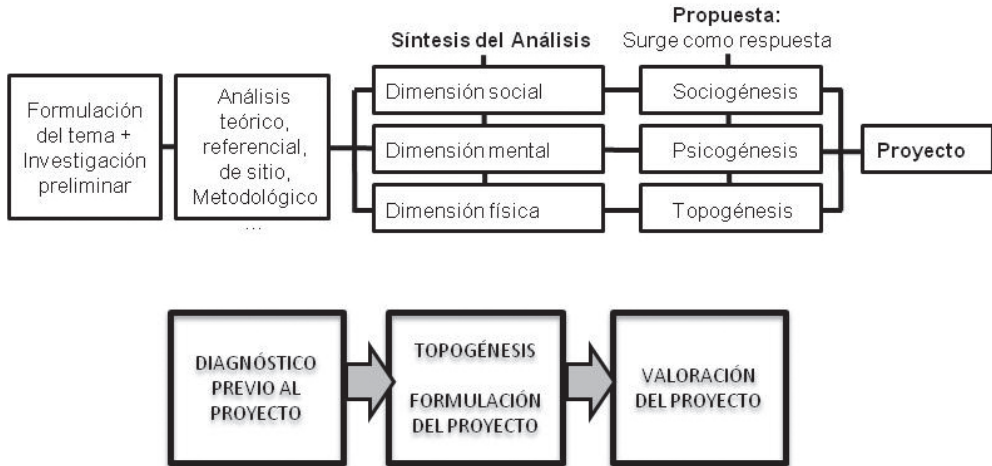 Formulación
del tema +
Investigación
preliminar
Análisis
teórico,
referencial,
de sitio,
Metodológico
...
Síntesis del Análisis
Dimensión social
Dimensión mental
Dimensión física
Propuesta:
Surge como respuesta
Sociogénesis
Psicogénesis
Topogénesis
Proyecto
DIAGNÓSTICO
PREVIO AL
PROYECTO
TOPOGÉNESIS
FORMULACIÓN
DEL PROYECTO
VALORACIÓN
DEL PROYECTO